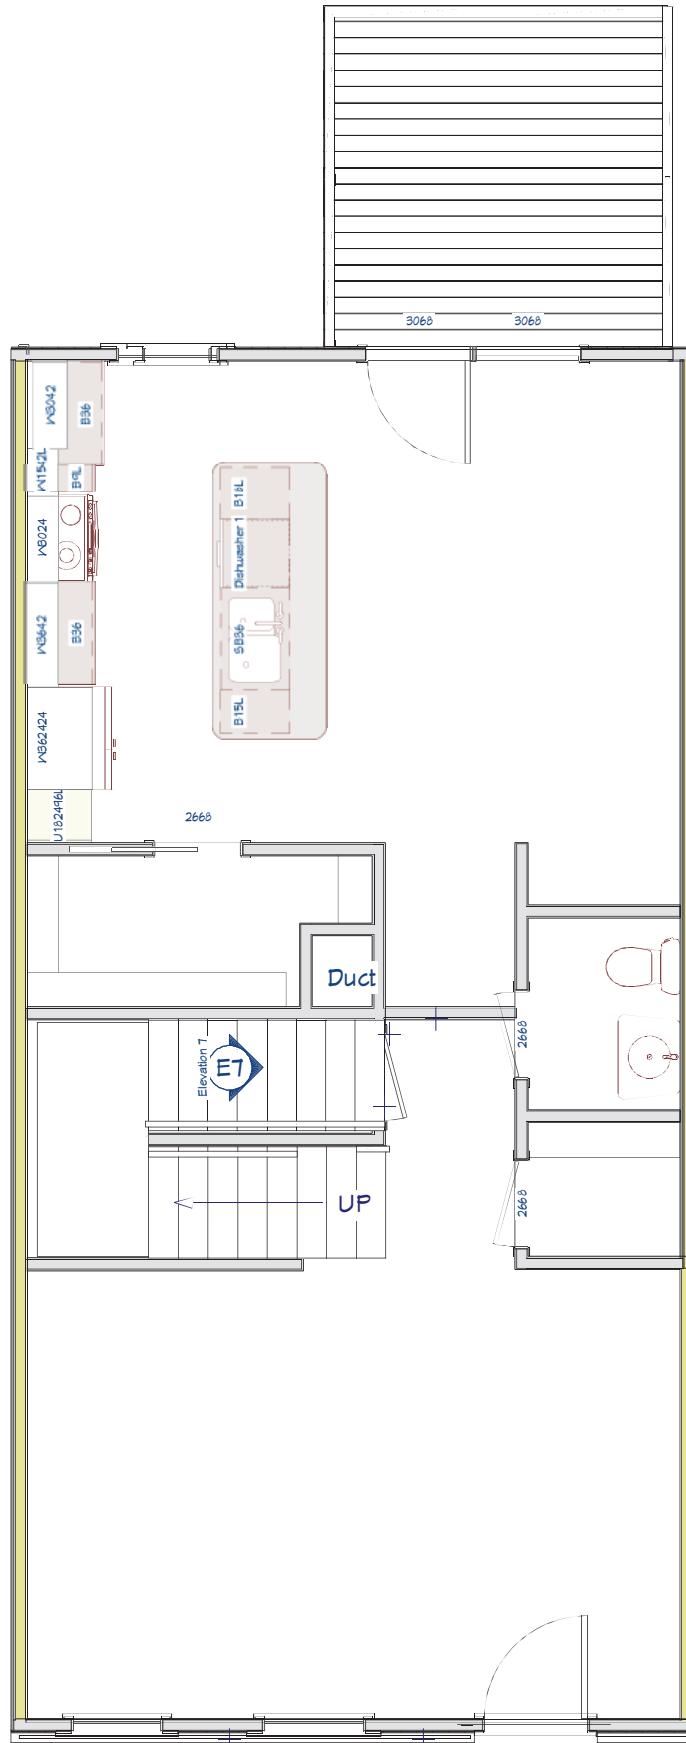 3068
3068
W3042
B36
W1542L
B9L
W3024
B18L
Dishwasher 1
W3642
B36
SB36
B15L
W362424
U182496L
2668
Duct
2668
Elevation 7
E7
UP
2668